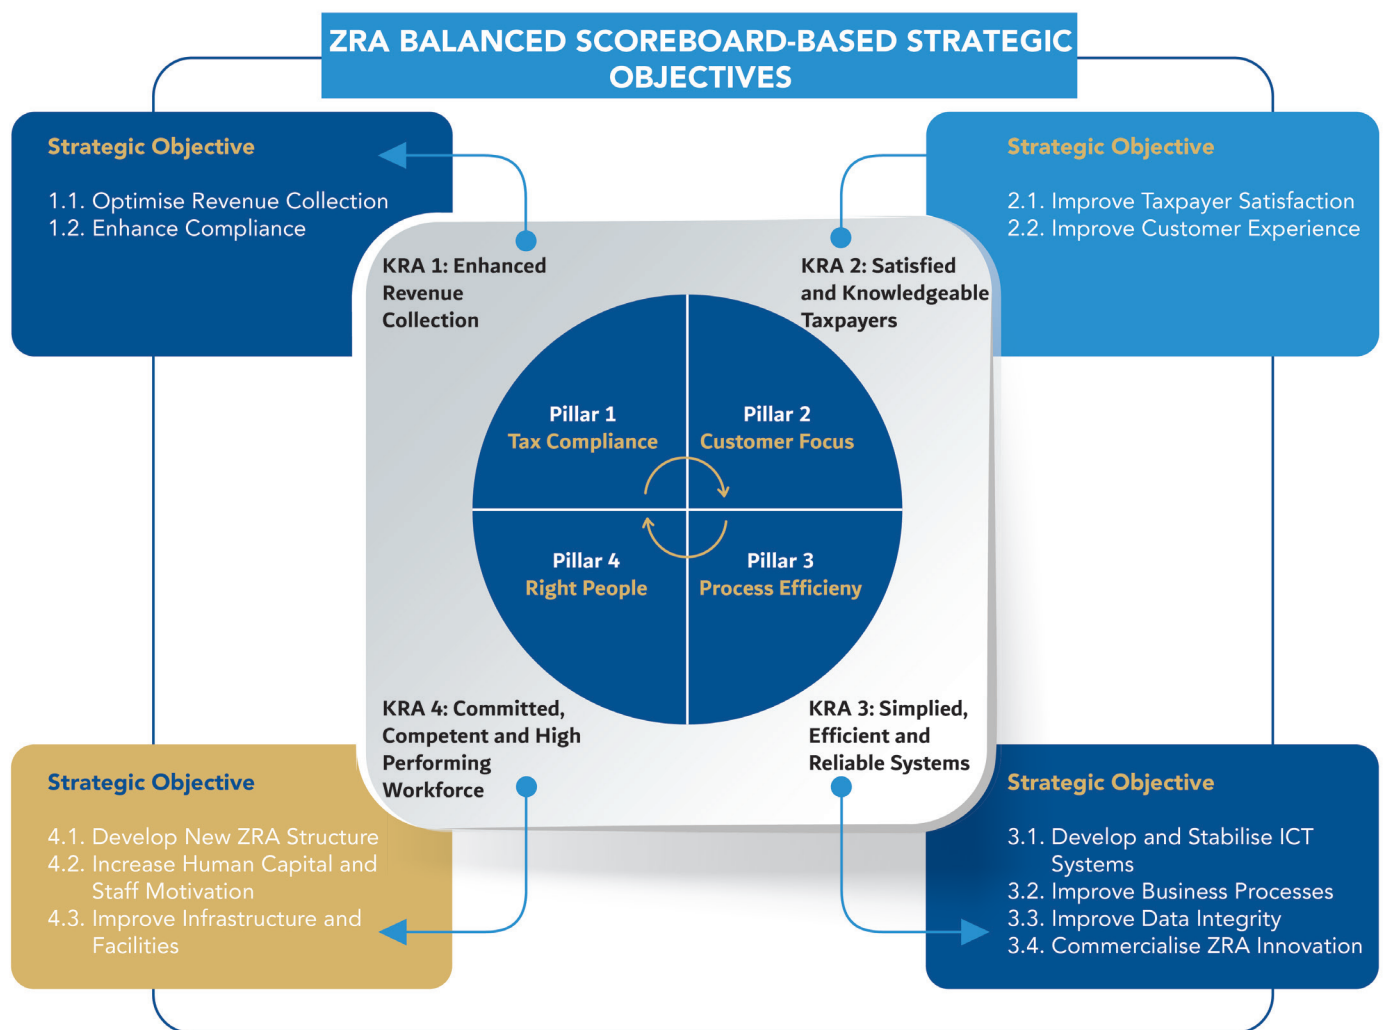 ZRA BALANCED SCOREBOARD-BASED STRATEGIC
OBJECTIVES
Strategic Objective
1.1. Optimise Revenue Collection
1.2. Enhance Compliance
Strategic Objective
2.1. Improve Taxpayer Satisfaction
2.2. Improve Customer Experience
KRA 1: Enhanced
Revenue
Collection
KRA 2: Satisfied
and Knowledgeable
Taxpayers
Pillar 1
Tax Compliance
Pillar 2
Customer Focus
Pillar 4
Right People
Pillar 3
Process Efficieny
KRA 4: Committed,
Competent and High
Performing
Workforce
KRA 3: Simplied,
Efficient and
Reliable Systems
Strategic Objective
4.1. Develop New ZRA Structure
4.2. Increase Human Capital and
Staff Motivation
4.3. Improve Infrastructure and
Facilities
Strategic Objective
3.1. Develop and Stabilise ICT
Systems
3.2. Improve Business Processes
3.3. Improve Data Integrity
3.4. Commercialise ZRA Innovation